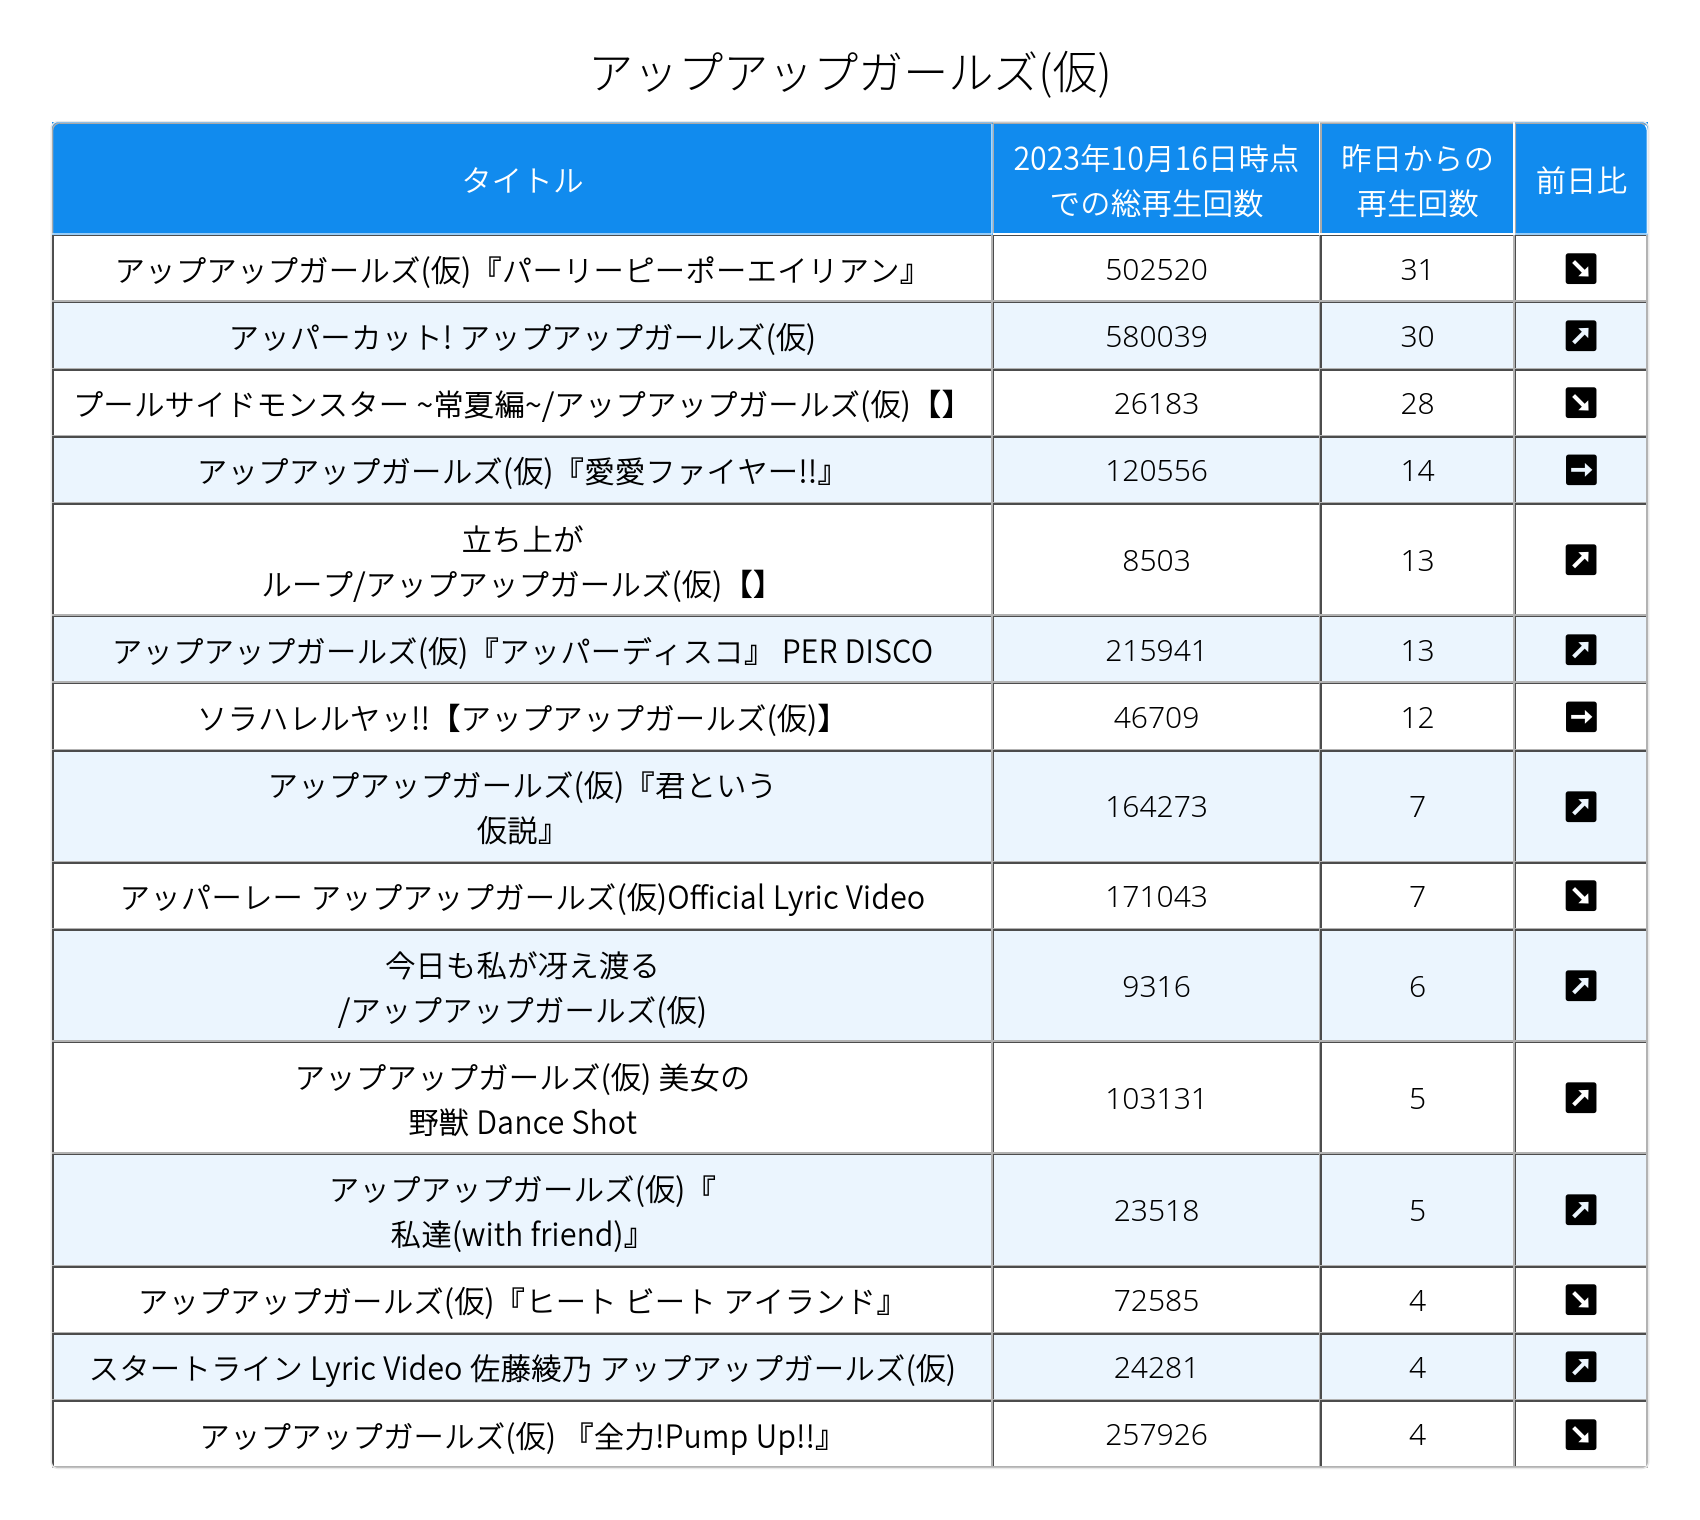 アップアップガールズ(仮)
タイトル 2023年10月16日時点での総再生回数 昨日からの再生回数 前日比
アップアップガールズ(仮)『パーリーピーポーエイリアン』 502520 31 ↘
アッパーカット! アップアップガールズ(仮) 580039 30 ↗
プールサイドモンスター ~常夏編~/アップアップガールズ(仮)【】 26183 28 ↘
アップアップガールズ(仮)『愛愛ファイヤー!!』 120556 14 →
立ち上が
ループ/アップアップガールズ(仮)【】 8503 13 ↗
アップアップガールズ(仮)『アッパーディスコ』 PER DISCO 215941 13 ↗
ソラハレルヤッ!!【アップアップガールズ(仮)】 46709 12 →
アップアップガールズ(仮)『君という
仮説』 164273 7 ↗
アッパーレー アップアップガールズ(仮)Official Lyric Video 171043 7 ↘
今日も私が冴え渡る
/アップアップガールズ(仮) 9316 6 ↗
アップアップガールズ(仮) 美女の
野獣 Dance Shot 103131 5 ↗
アップアップガールズ(仮)『
私達(with friend)』 23518 5 ↗
アップアップガールズ(仮)『ヒート ビート アイランド』 72585 4 ↘
スタートライン Lyric Video 佐藤綾乃 アップアップガールズ(仮) 24281 4 ↗
アップアップガールズ(仮) 『全力!Pump Up!!』 257926 4 ↘